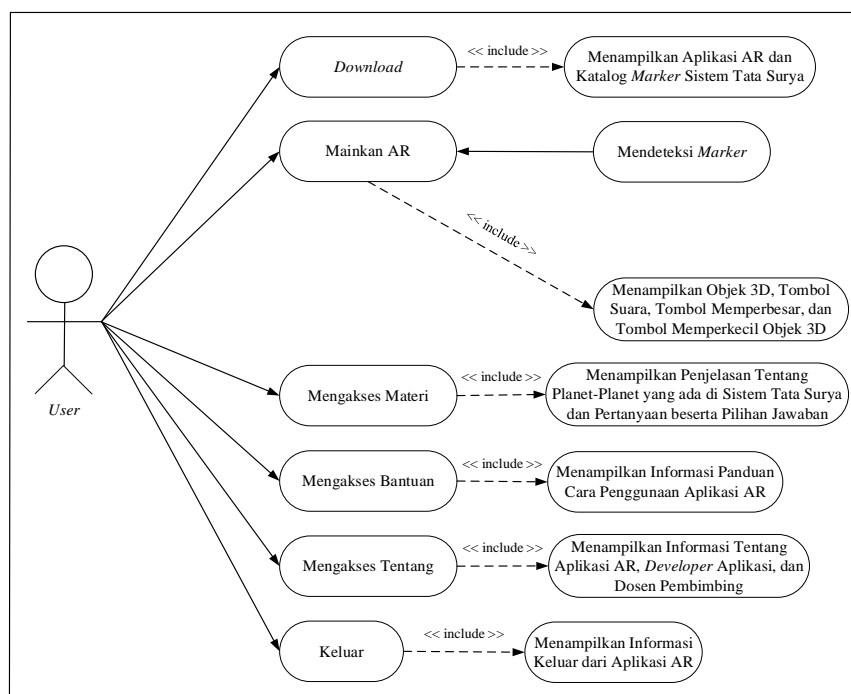 << include >>
Download
Menampilkan Aplikasi AR dan
Katalog Marker Sistem Tata Surya
Mainkan AR
Mendeteksi Marker
<< include >>
Menampilkan Objek 3D, Tombol
Suara, Tombol Memperbesar, dan
Tombol Memperkecil Objek 3D
User
<< include >>
Mengakses Materi
Menampilkan Penjelasan Tentang
Planet-Planet yang ada di Sistem Tata Surya
dan Pertanyaan beserta Pilihan Jawaban
<< include >>
Mengakses Bantuan
Menampilkan Informasi Panduan
Cara Penggunaan Aplikasi AR
<< include >>
Mengakses Tentang
Menampilkan Informasi Tentang
Aplikasi AR, Developer Aplikasi, dan
Dosen Pembimbing
<< include >>
Keluar
Menampilkan Informasi
Keluar dari Aplikasi AR